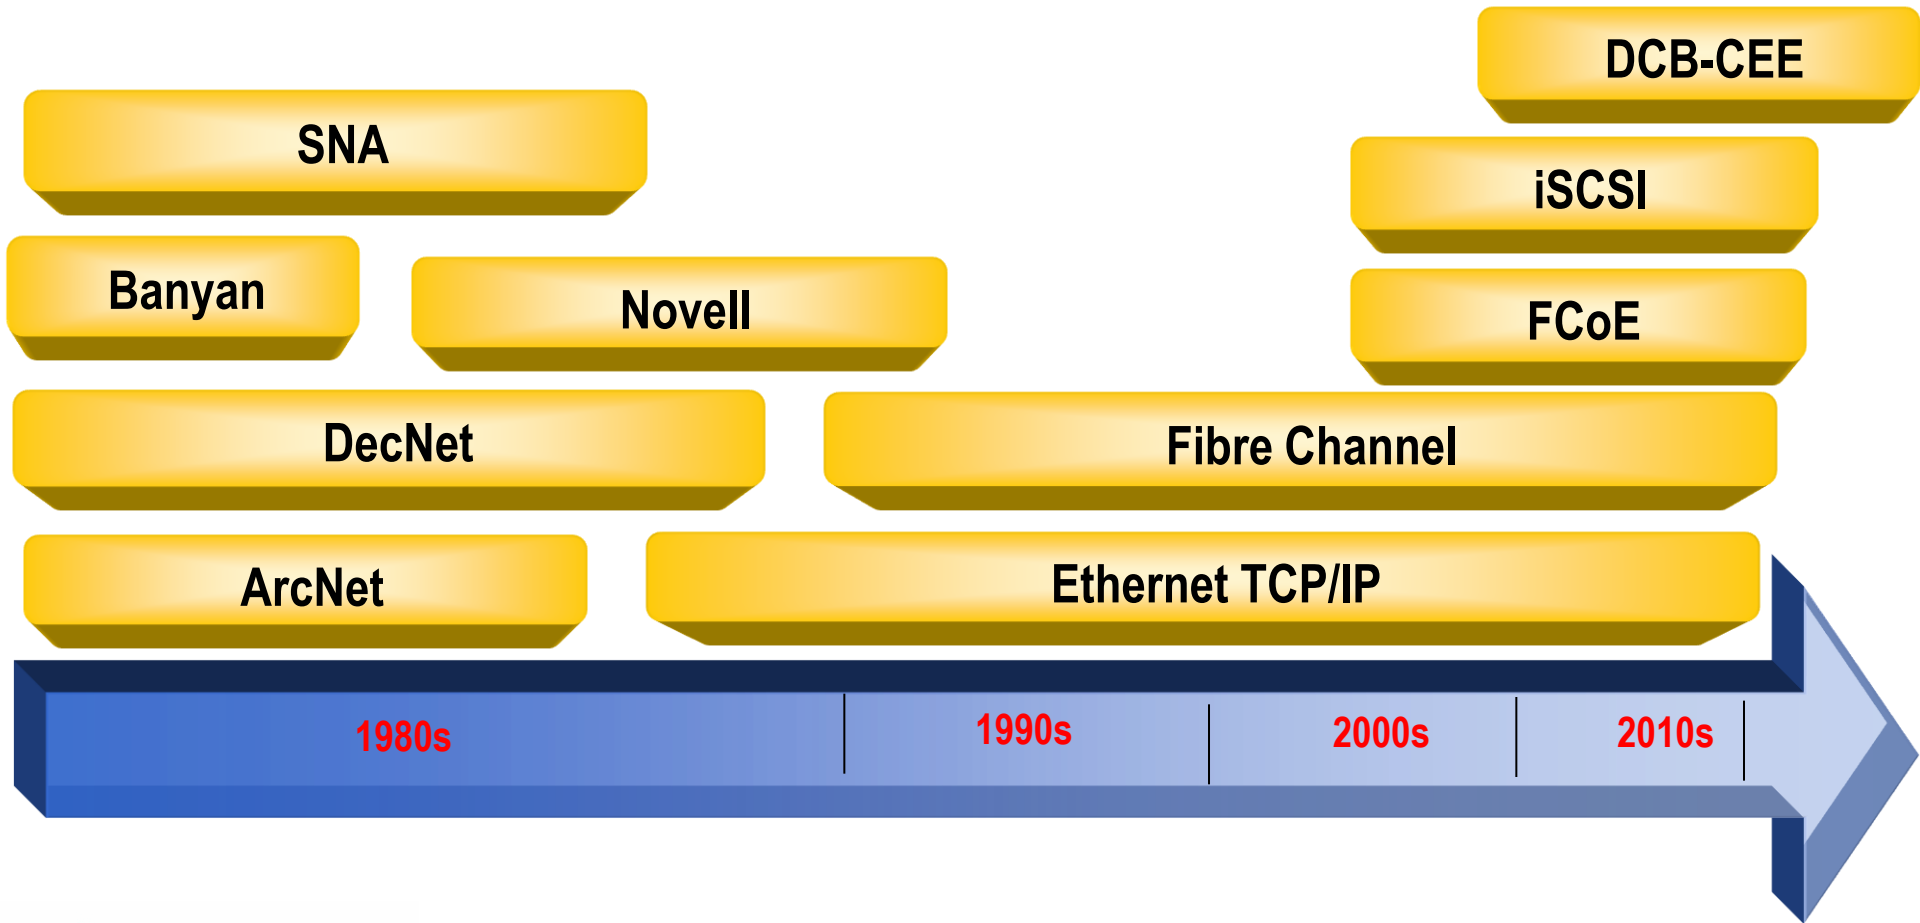 DCB-CEE
SNA
iSCSI
Banyan
Novell
FCoE
DecNet
Fibre Channel
ArcNet
Ethernet TCP/IP
1980s
1990s
2000s
2010s